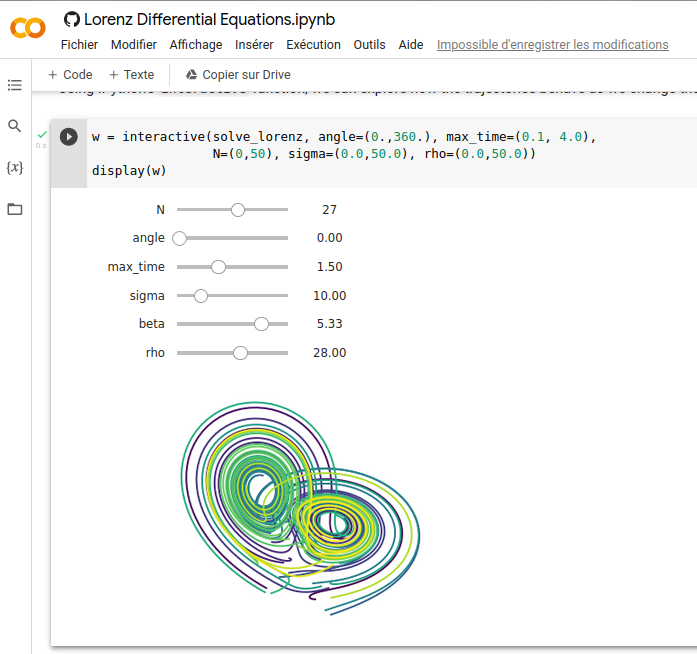 Lorenz Differential Equations.ipynb
Fichier Modifier Affichage Insérer Exécution Outils Aide Impossible d'enregistrer les modifications
+ Code + Texte Copier sur Drive
{x}
0 s
w = interactive(solve_lorenz, angle=(0.,360.), max_time=(0.1, 4.0),
N=(0,50), sigma=(0.0,50.0), rho=(0.0,50.0))
display(w)
N 27
angle 0.00
max_time 1.50
sigma 10.00
beta 5.33
rho 28.00